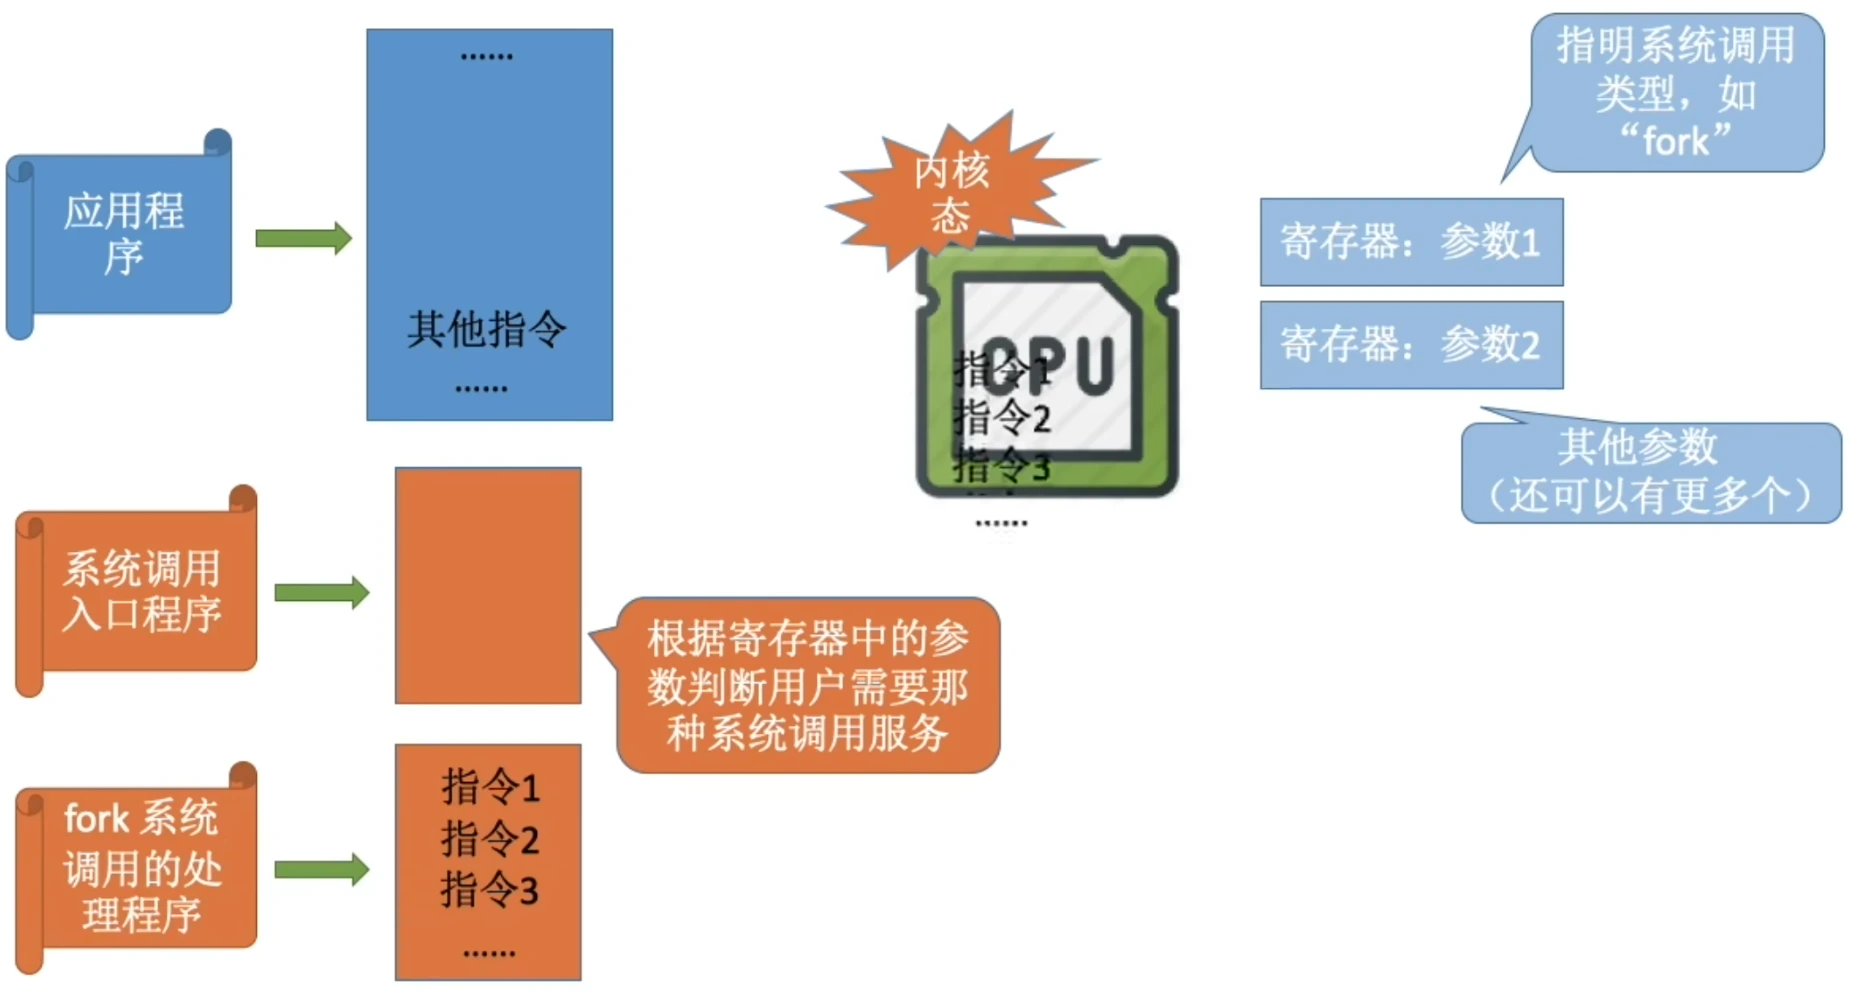 ……
应用程
序
其他指令
……
内核
态
CPU
指令1
指令2
指令3
……
指明系统调用
类型，如
“fork”
寄存器：参数1
寄存器：参数2
其他参数
（还可以有更多个）
系统调用
入口程序
根据寄存器中的参
数判断用户需要那
种系统调用服务
fork 系统
调用的处
理程序
指令1
指令2
指令3
……